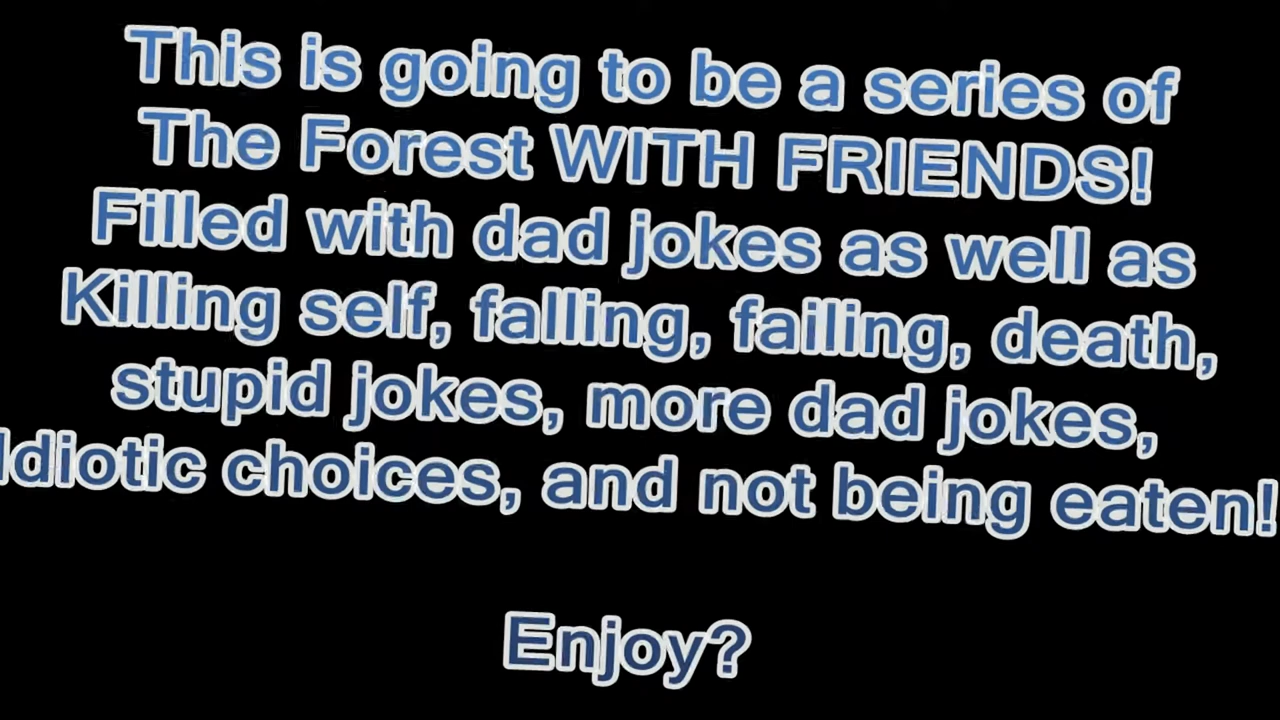 This is going to be a series of
The Forest WITH FRIENDS!
Filled with dad jokes as well as
Killing self, falling, failing, death,
stupid jokes, more dad jokes,
Idiotic choices, and not being eaten!
Enjoy?